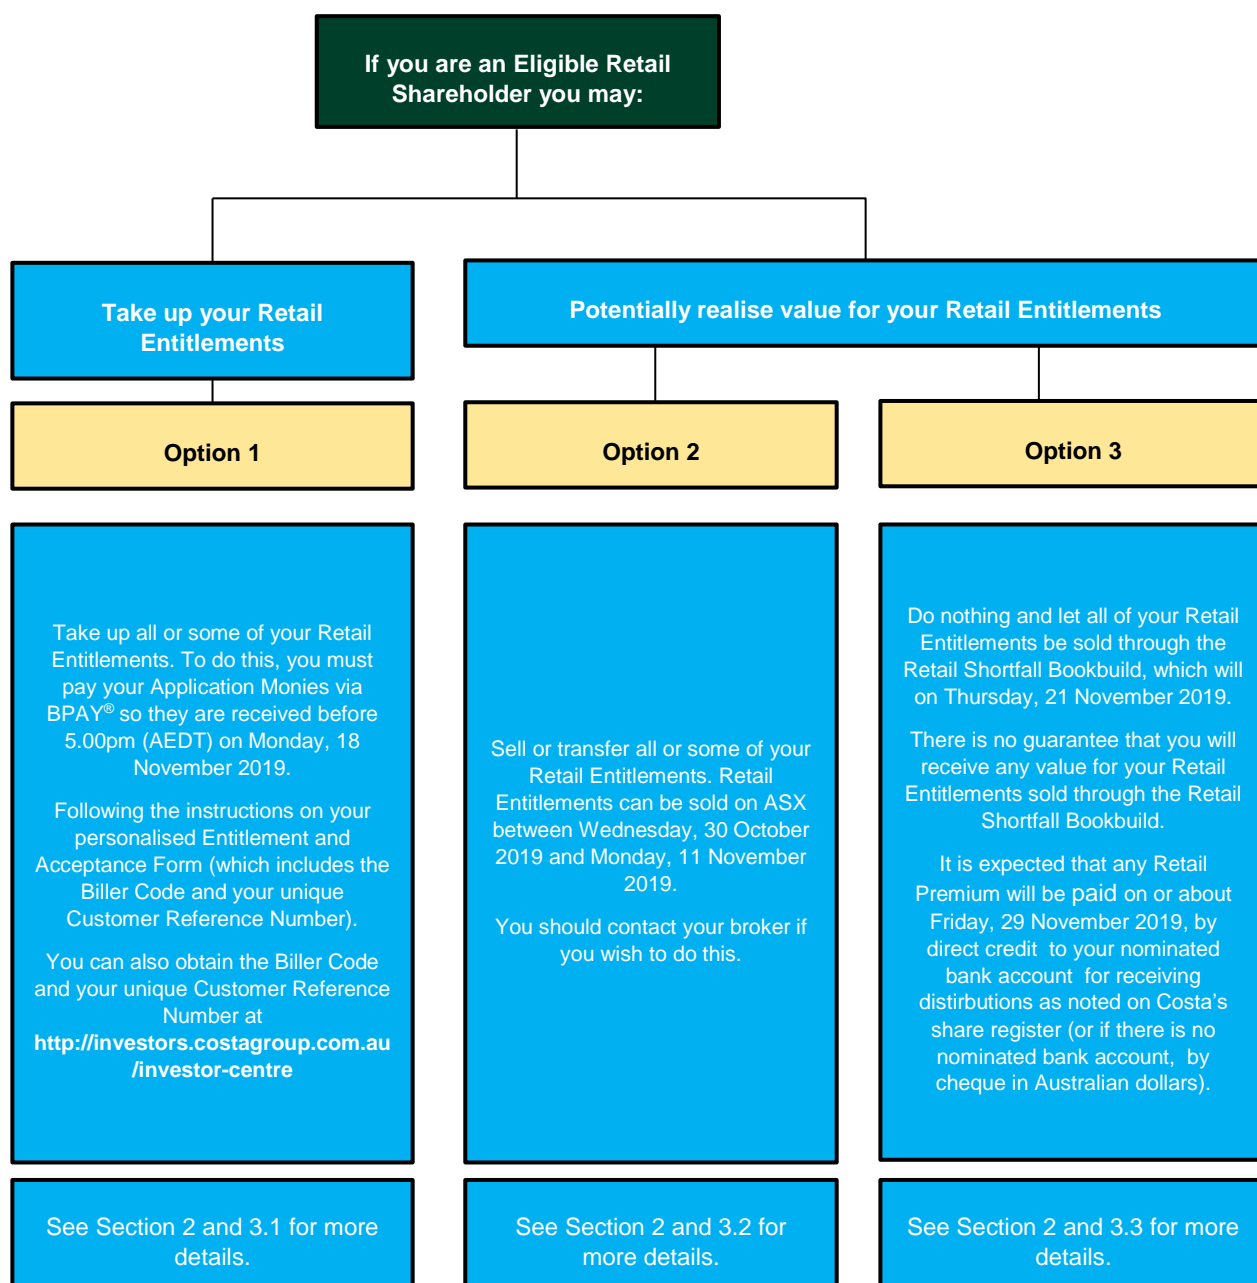 If you are an Eligible Retail
Shareholder you may:
Take up your Retail
Entitlements
Potentially realise value for your Retail Entitlements
Option 1
Option 2
Option 3
Take up all or some of your Retail
Entitlements. To do this, you must
pay your Application Monies via
BPAY® so they are received before
5.00pm (AEDT) on Monday, 18
November 2019.
Following the instructions on your
personalised Entitlement and
Acceptance Form (which includes the
Biller Code and your unique
Customer Reference Number).
You can also obtain the Biller Code
and your unique Customer Reference
Number at
http://investors.costagroup.com.au
/investor-centre
Sell or transfer all or some of your
Retail Entitlements. Retail
Entitlements can be sold on ASX
between Wednesday, 30 October
2019 and Monday, 11 November
2019.
You should contact your broker if
you wish to do this.
Do nothing and let all of your Retail
Entitlements be sold through the
Retail Shortfall Bookbuild, which will
on Thursday, 21 November 2019.
There is no guarantee that you will
receive any value for your Retail
Entitlements sold through the Retail
Shortfall Bookbuild.
It is expected that any Retail
Premium will be paid on or about
Friday, 29 November 2019, by
direct credit to your nominated
bank account for receiving
distirbutions as noted on Costa's
share register (or if there is no
nominated bank account, by
cheque in Australian dollars).
See Section 2 and 3.1 for more
details.
See Section 2 and 3.2 for
more details.
See Section 2 and 3.3 for more
details.